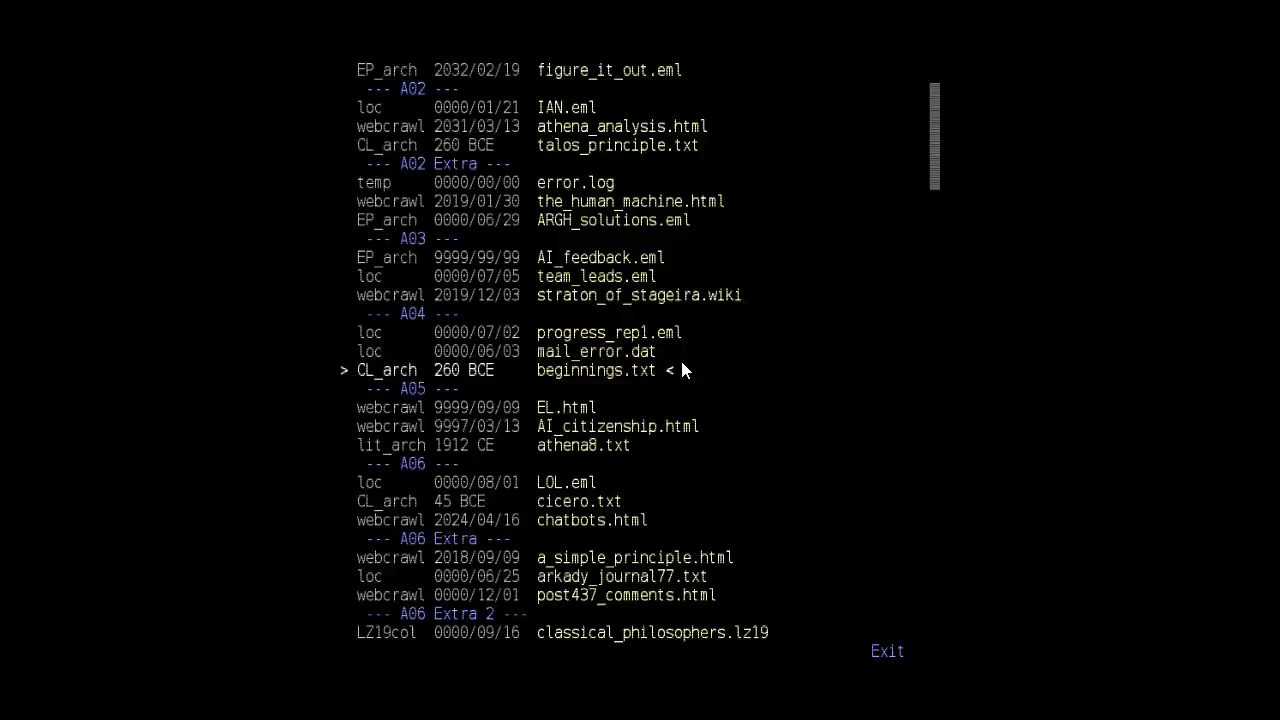 EP_arch 2032/02/19 figure_it_out.eml
--- A02 ---
loc 0000/01/21 IAN.eml
webcrawl 2031/03/13 athena_analysis.html
CL_arch 260 BCE talos_principle.txt
--- A02 Extra ---
temp 0000/00/00 error.log
webcrawl 2019/01/30 the_human_machine.html
EP_arch 0000/06/29 ARGH_solutions.eml
--- A03 ---
EP_arch 9999/99/99 AI_feedback.eml
loc 0000/07/05 team_leads.eml
webcrawl 2019/12/03 straton_of_stageira.wiki
--- A04 ---
loc 0000/07/02 progress_rep1.eml
loc 0000/06/03 mail_error.dat
> CL_arch 260 BCE beginnings.txt <
--- A05 ---
webcrawl 9999/09/09 EL.html
webcrawl 9997/03/13 AI_citizenship.html
lit_arch 1912 CE athena8.txt
--- A06 ---
loc 0000/08/01 LOL.eml
CL_arch 45 BCE cicero.txt
webcrawl 2024/04/16 chatbots.html
--- A06 Extra ---
webcrawl 2018/09/09 a_simple_principle.html
loc 0000/06/25 arkady_journal77.txt
webcrawl 0000/12/01 post437_comments.html
--- A06 Extra 2 ---
LZ19col 0000/09/16 classical_philosophers.lz19
Exit